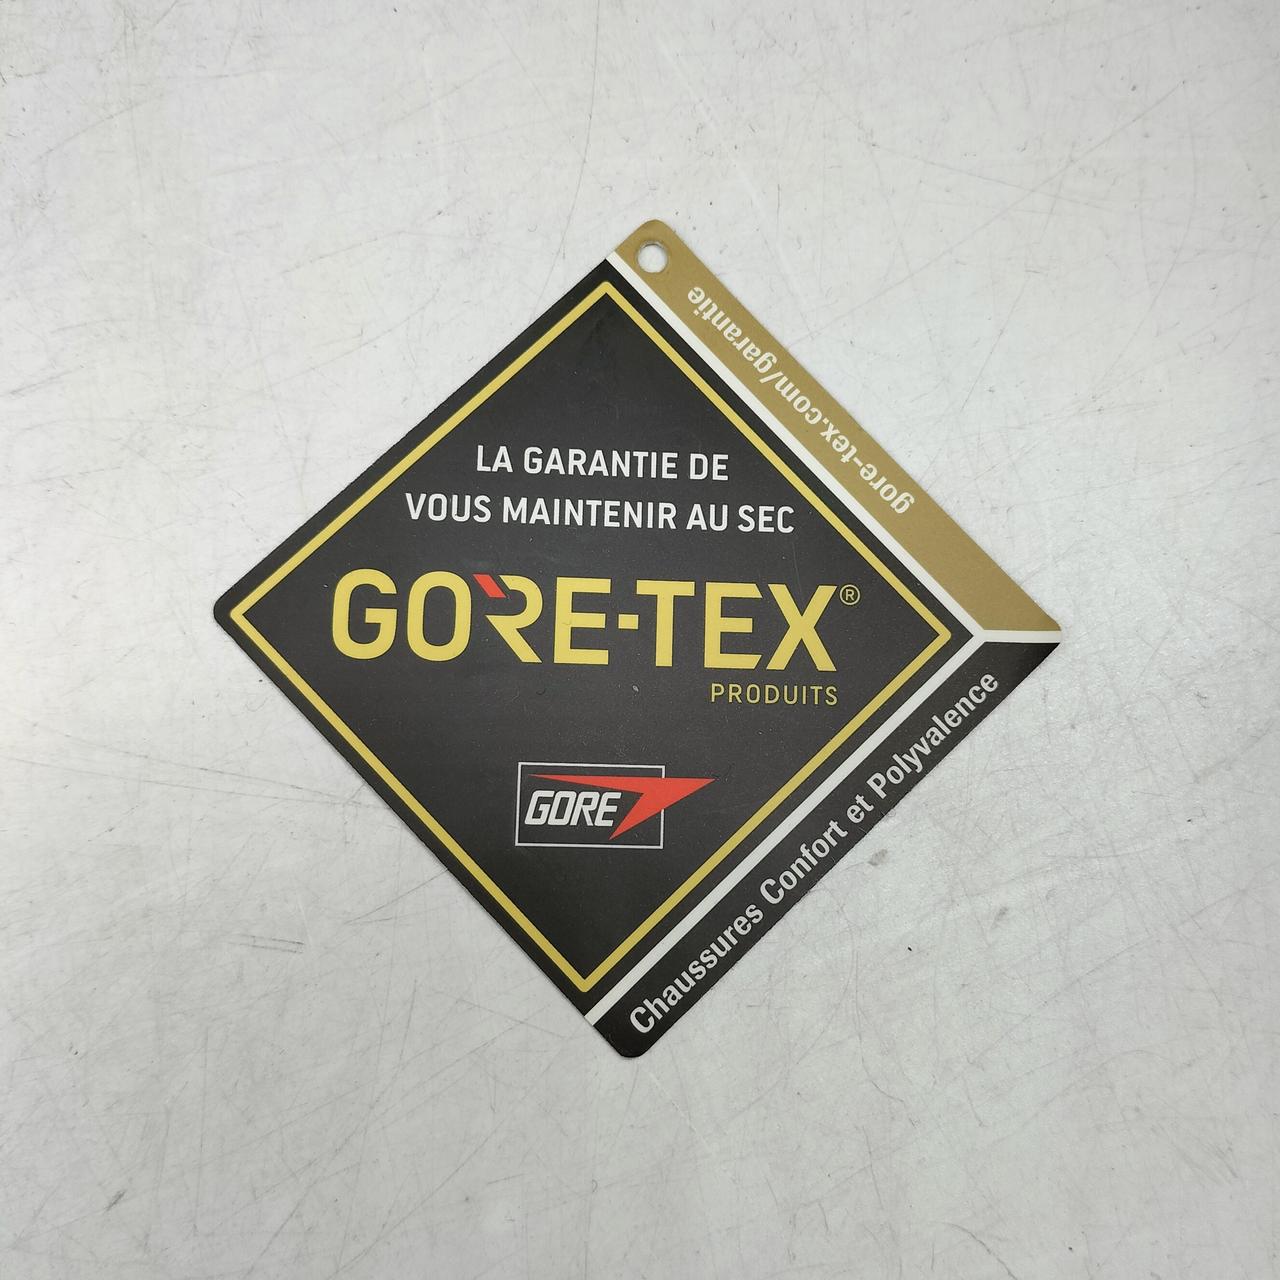 LA GARANTIE DE
VOUS MAINTENIR AU SEC
GORE-TEX®
PRODUITS
GORE
gore-tex.com/garantie
Chaussures Confort et Polyvalence